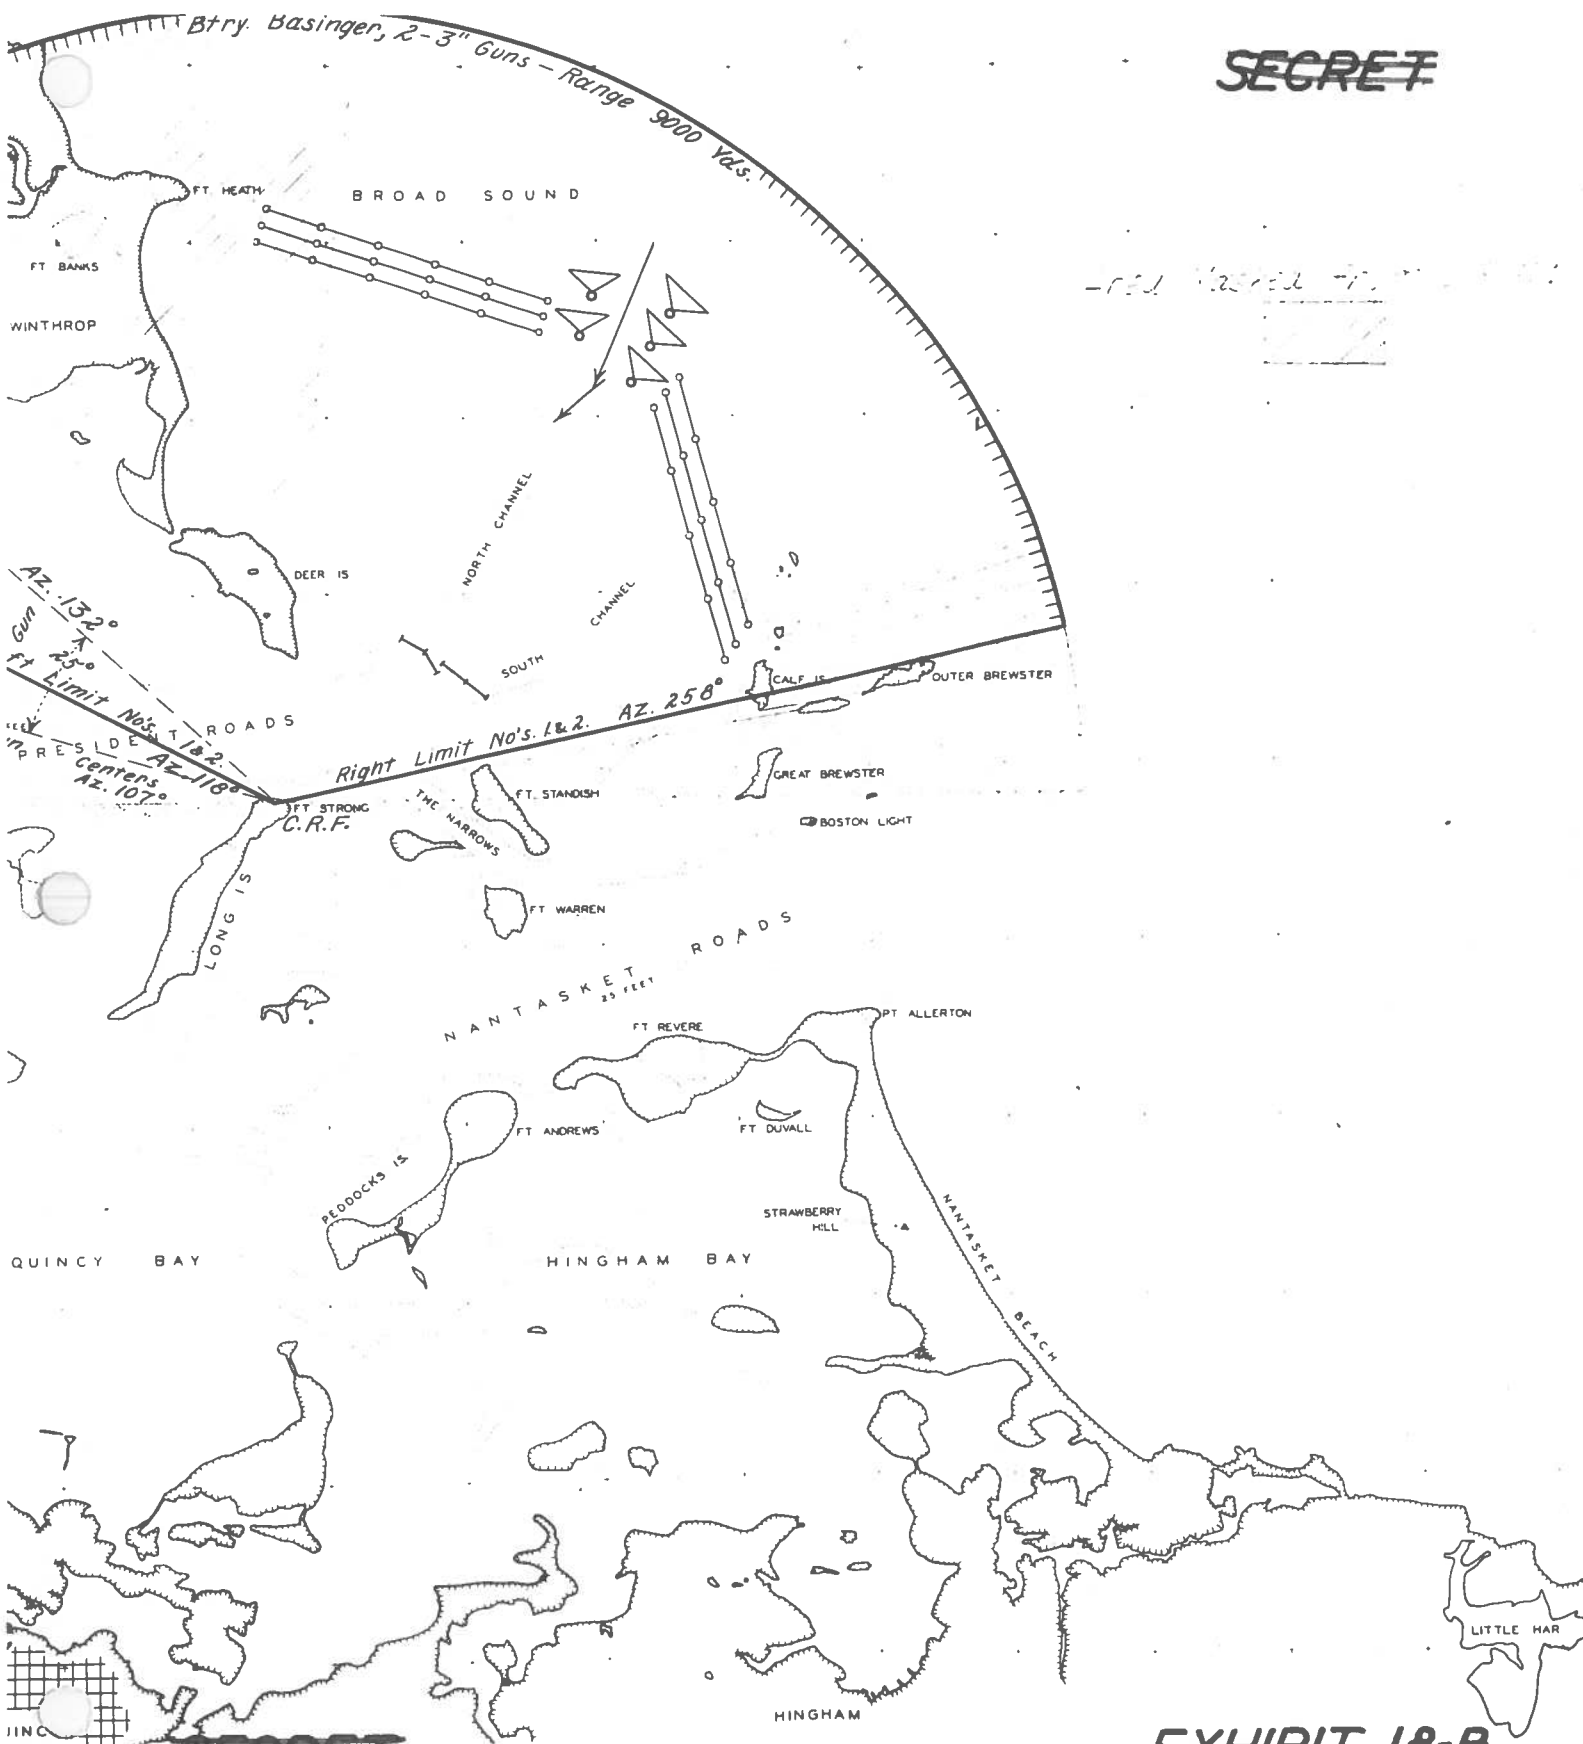 Btry. Basinger, 2-3" Guns - Range 9000 Yds.
SECRET
FT HEATH
BROAD SOUND
FT BANKS
WINTHROP
NORTH CHANNEL
DEER IS
AZ. 132°
Gun
25°
SOUTH CHANNEL
Limit No's. 1&2.
AZ. 118°
PRESIDENT ROADS
Centers
AZ. 107°
Right Limit No's. 1&2. AZ. 258°
CALF IS
OUTER BREWSTER
GREAT BREWSTER
FT STRONG
C.R.F.
THE NARROWS
FT STANDISH
BOSTON LIGHT
LONG IS
FT WARREN
NANTASKET ROADS
25 FEET
FT REVERE
PT ALLERTON
FT ANDREWS
FT DUVALL
PEDDOCKS IS
STRAWBERRY
HILL
NANTASKET BEACH
QUINCY BAY
HINGHAM BAY
LITTLE HAR
HINGHAM
EXHIBIT 18-B